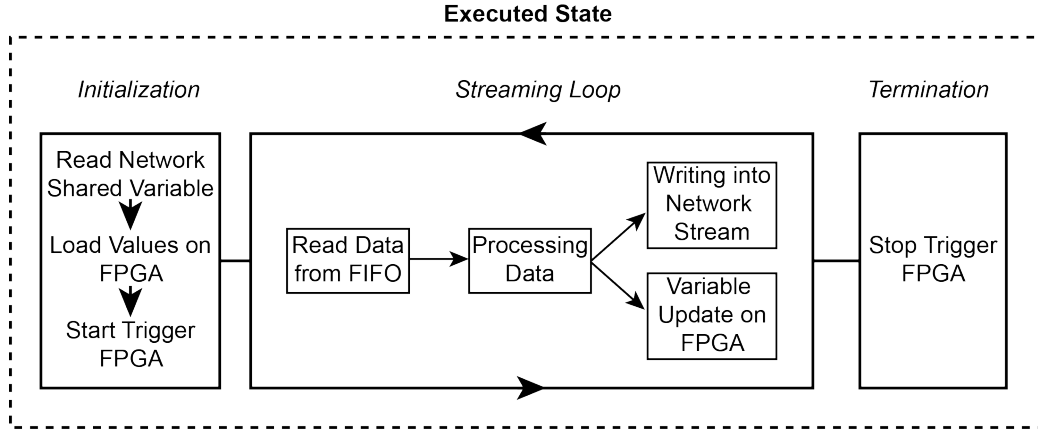 Executed State
Initialization
Streaming Loop
Termination
Read Network
Shared Variable
Load Values on
FPGA
Start Trigger
FPGA
Read Data
from FIFO
Processing
Data
Writing into
Network
Stream
Variable
Update on
FPGA
Stop Trigger
FPGA